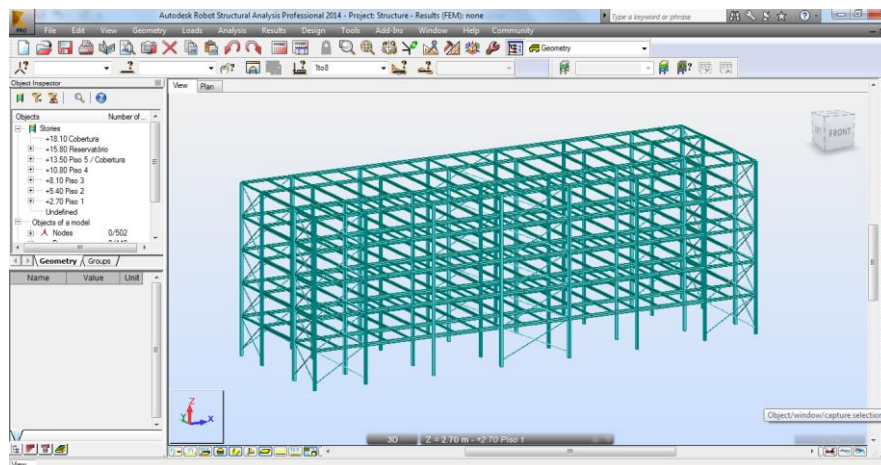 Autodesk Robot Structural Analysis Professional 2014 - Project: Structure - Results (FEM): none
Type a keyword or phrase
PRO
File Edit View Geometry Loads Analysis Results Design Tools Add-Ins Window Help Community
Geometry
1to8
Object Inspector
View Plan
Objects Number of...
Stories
+18.10 Cobertura
+15.80 Reservatório
+13.50 Piso 5 / Cobertura
+10.80 Piso 4
+8.10 Piso 3
+5.40 Piso 2
+2.70 Piso 1
Undefined
Objects of a model
Nodes 0/502
Geometry Groups
Name Value Unit
FRONT
Z
Y X
Object/window/capture selection
3D Z = 2.70 m - +2.70 Piso 1
View